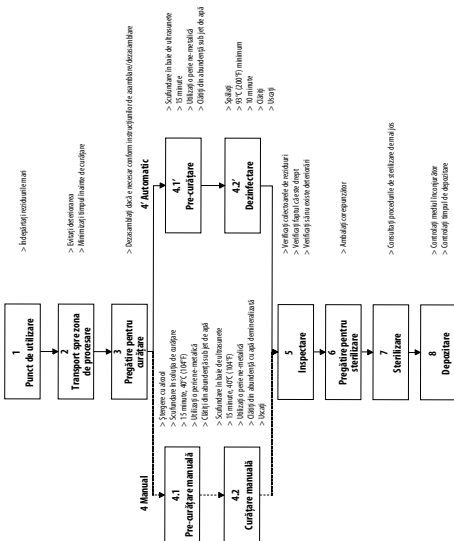 1
Punct de utilizare
> Îndepărtați reziduurile mari
2
Transport spre zona
de procesare
> Evitați deteriorarea
> Minimizați timpul înainte de curățare
3
Pregătire pentru
curățare
> Dezasamblați dacă e necesar conform instrucțiunilor de asamblare/dezasamblare
4 Manual
4.1
Pre-curățare manuală
> Ștergere cu alcool
> Scufundare în soluția de curățare
> 15 minute, 40°C (104°F)
> Utilizați o perie ne-metalică
> Clătiți din abundență sub jet de apă
4.2
Curățare manuală
> Scufundare în baie de ultrasunete
> 15 minute, 40°C (104°F)
> Utilizați o perie ne-metalică
> Clătiți din abundență cu apă demineralizată
> Uscați
4' Automatic
4.1'
Pre-curățare
> Scufundare în baie de ultrasunete
> 15 minute
> Utilizați o perie ne-metalică
> Clătiți din abundență sub jet de apă
4.2'
Dezinfectare
> Spălați
> 93°C (200°F) minimum
> 10 minute
> Clătiți
> Uscați
5
Inspectare
> Verificați colectoarele de reziduuri
> Verificați faptul că este drept
> Verificați să nu existe deteriorări
6
Pregătire pentru
sterilizare
> Ambalați corespunzător
7
Sterilizare
> Consultați procedurile de sterilizare de mai jos
8
Depozitare
> Controlați mediul înconjurător
> Controlați timpul de depozitare